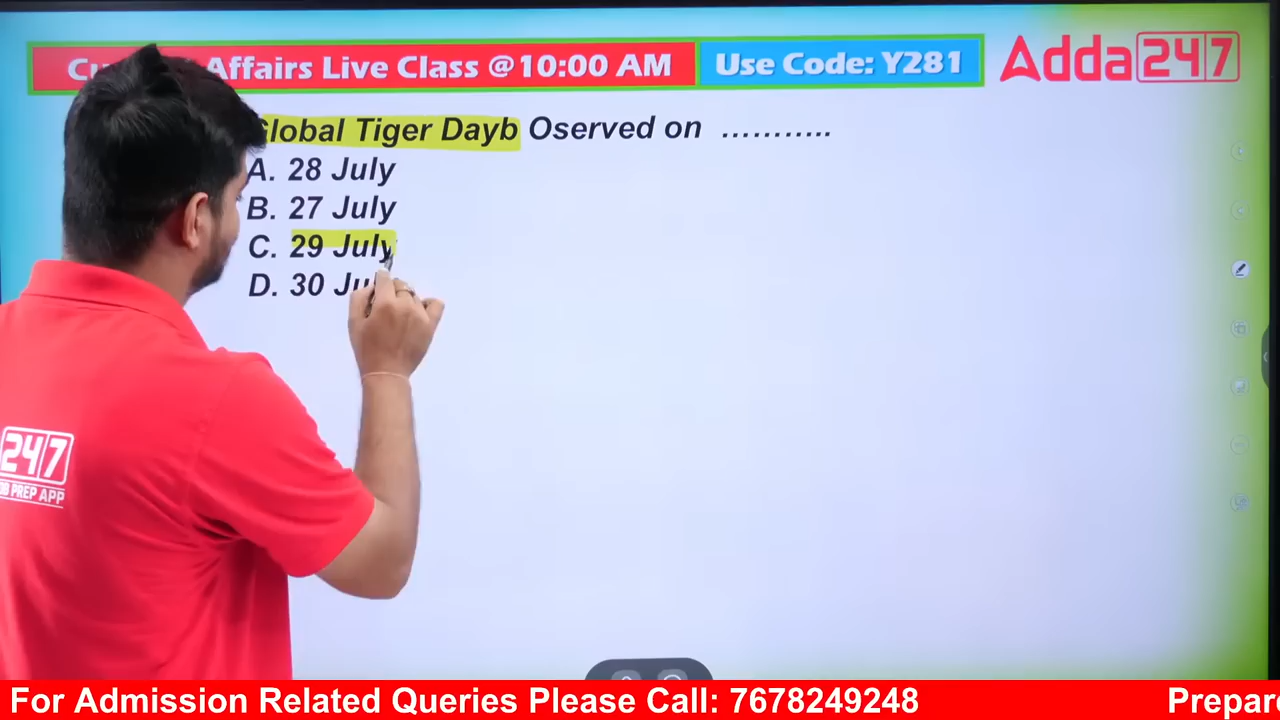 Affairs Live Class @10:00 AM
Use Code: Y281
Adda247
Global Tiger Dayb Oserved on ………..
A. 28 July
B. 27 July
C. 29 July
D. 30
247
PREP APP
For Admission Related Queries Please Call: 7678249248